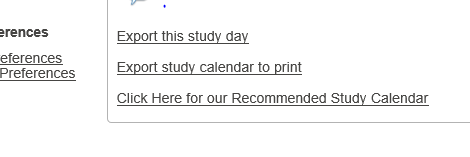 Export this study day
erences
eferences
Export study calendar to print
Preferences
Click Here for our Recommended Study Calendar